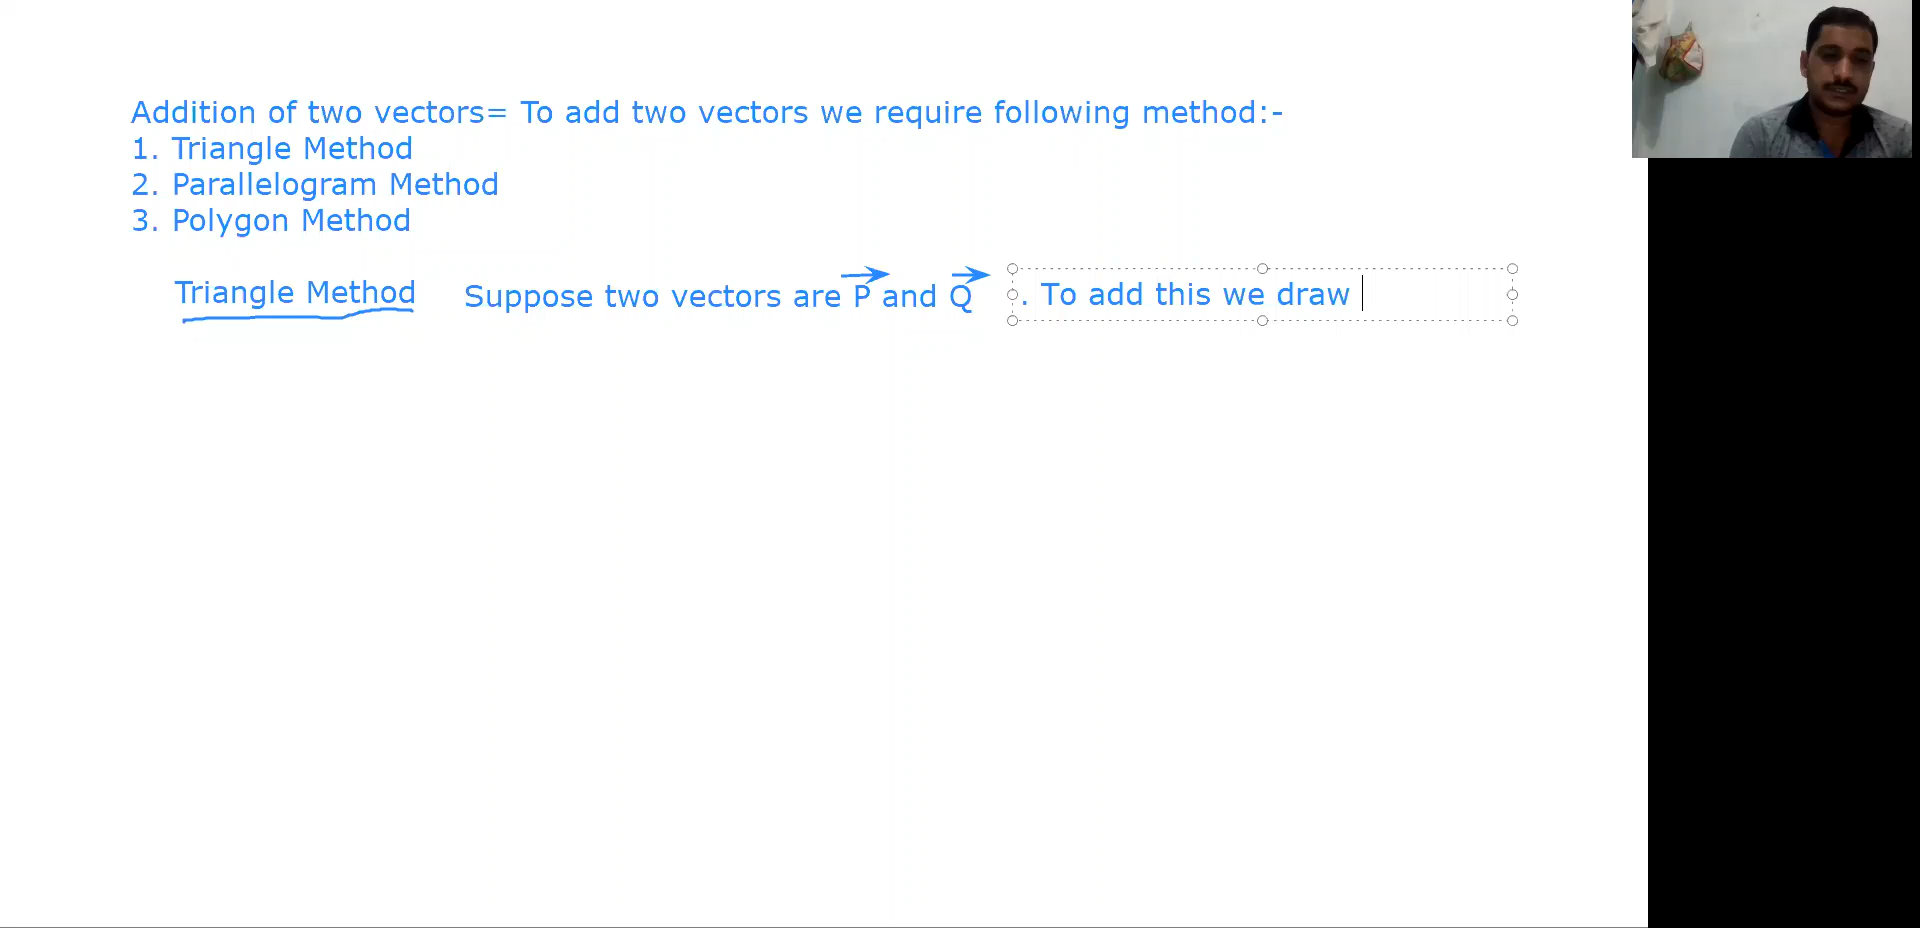 Addition of two vectors= To add two vectors we require following method:-
1. Triangle Method
2. Parallelogram Method
3. Polygon Method
Triangle Method Suppose two vectors are P and Q . To add this we draw